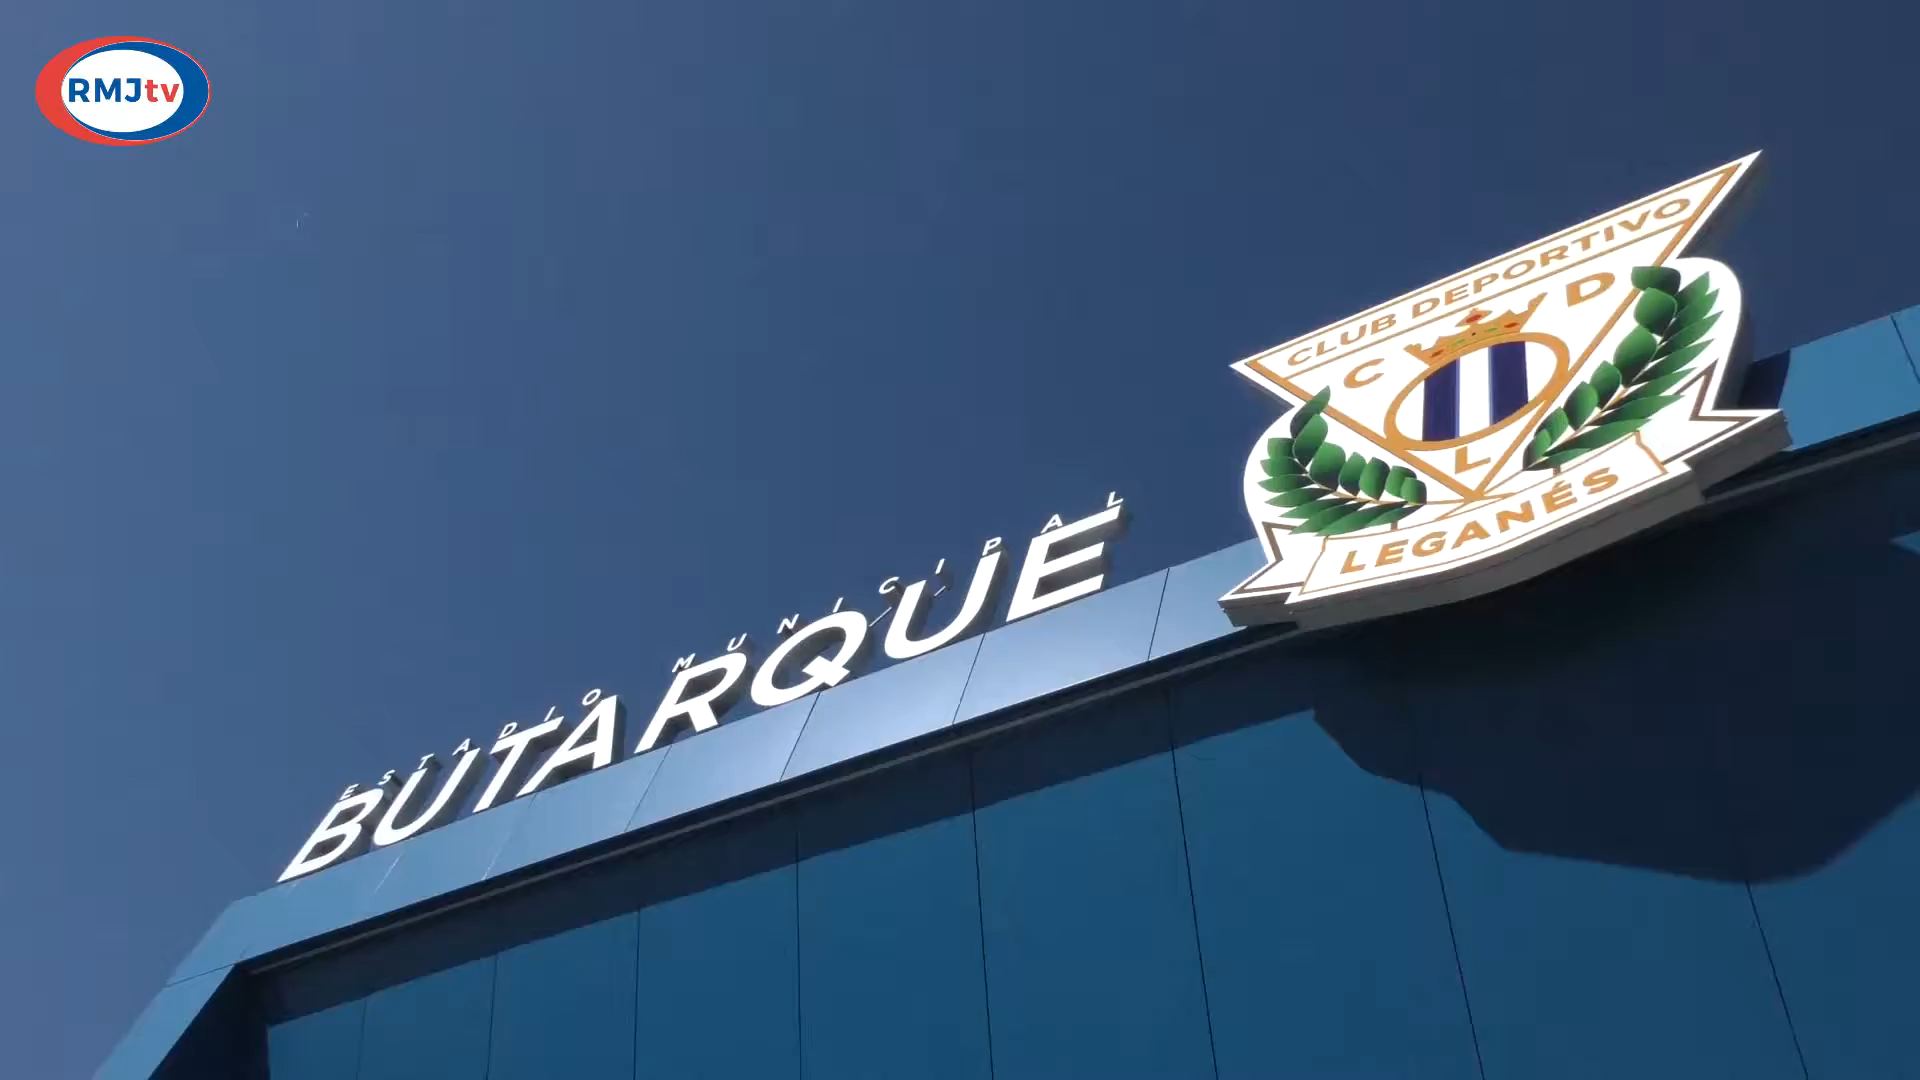 RMJtv
CLUB DEPORTIVO
C D
L
LEGANÉS
ESTADIO MUNICIPAL
BUTARQUE